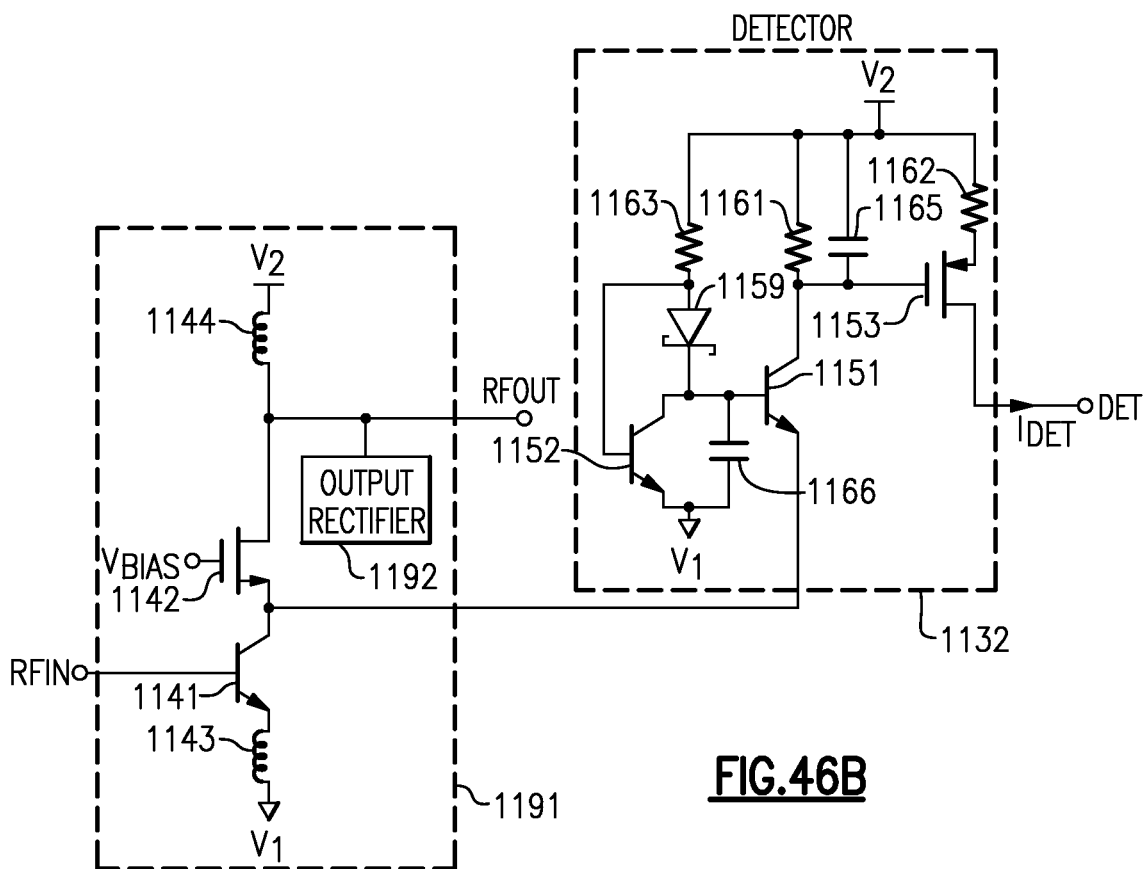 DETECTOR
V2
1163
1161
1162
1165
1159
1153
1151
V2
1144
RFOUT
DET
IDET
1152
1166
OUTPUT
RECTIFIER
V1
VBIAS
1142
1192
1132
RFIN
1141
1143
V1
1191
FIG.46B